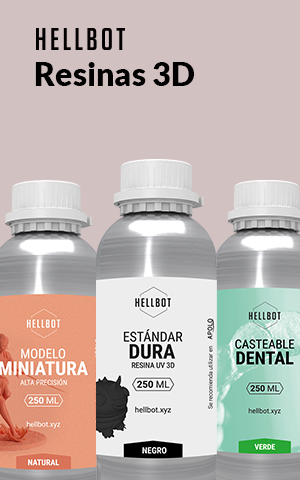 HELLBOT
Resinas 3D
HELLBOT
MODELO
MINIATURA
ALTA PRECISIÓN
250 ML
hellbot.xyz
NATURAL
HELLBOT
ESTÁNDAR
DURA
RESINA UV 3D
250 ML
hellbot.xyz
NEGRO
Se recomienda utilizar en APOLO
HELLBOT
CASTEABLE
DENTAL
250 ML
hellbot.xyz
VERDE